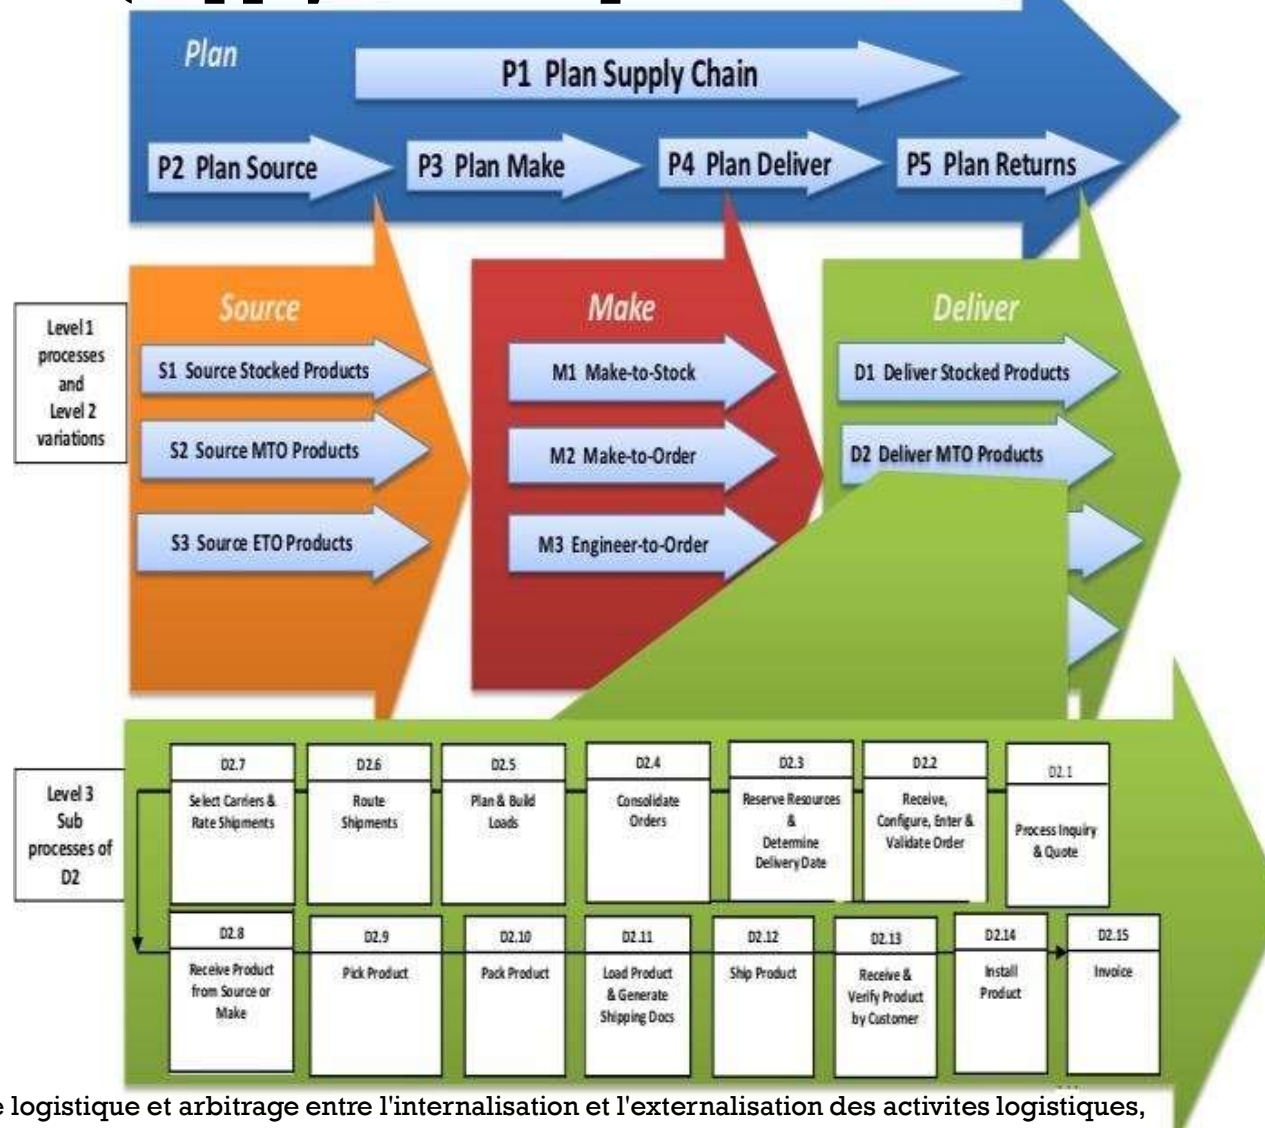 Plan
P1 Plan Supply Chain
P2 Plan Source
P3 Plan Make
P4 Plan Deliver
P5 Plan Returns
Level 1
processes
and
Level 2
variations
Source
S1 Source Stocked Products
S2 Source MTO Products
S3 Source ETO Products
Make
M1 Make-to-Stock
M2 Make-to-Order
M3 Engineer-to-Order
Deliver
D1 Deliver Stocked Products
D2 Deliver MTO Products
Level 3
Sub
processes of
D2
D2.7
Select Carriers &
Rate Shipments
D2.6
Route
Shipments
D2.5
Plan & Build
Loads
D2.4
Consolidate
Orders
D2.3
Reserve Resources
&
Determine
Delivery Date
D2.2
Receive,
Configure, Enter &
Validate Order
D2.1
Process Inquiry
& Quote
D2.8
Receive Product
from Source or
Make
D2.9
Pick Product
D2.10
Pack Product
D2.11
Load Product
& Generate
Shipping Docs
D2.12
Ship Product
D2.13
Receive &
Verify Product
by Customer
D2.14
Install
Product
D2.15
Invoice
logistique et arbitrage entre l'internalisation et l'externalisation des activites logistiques,